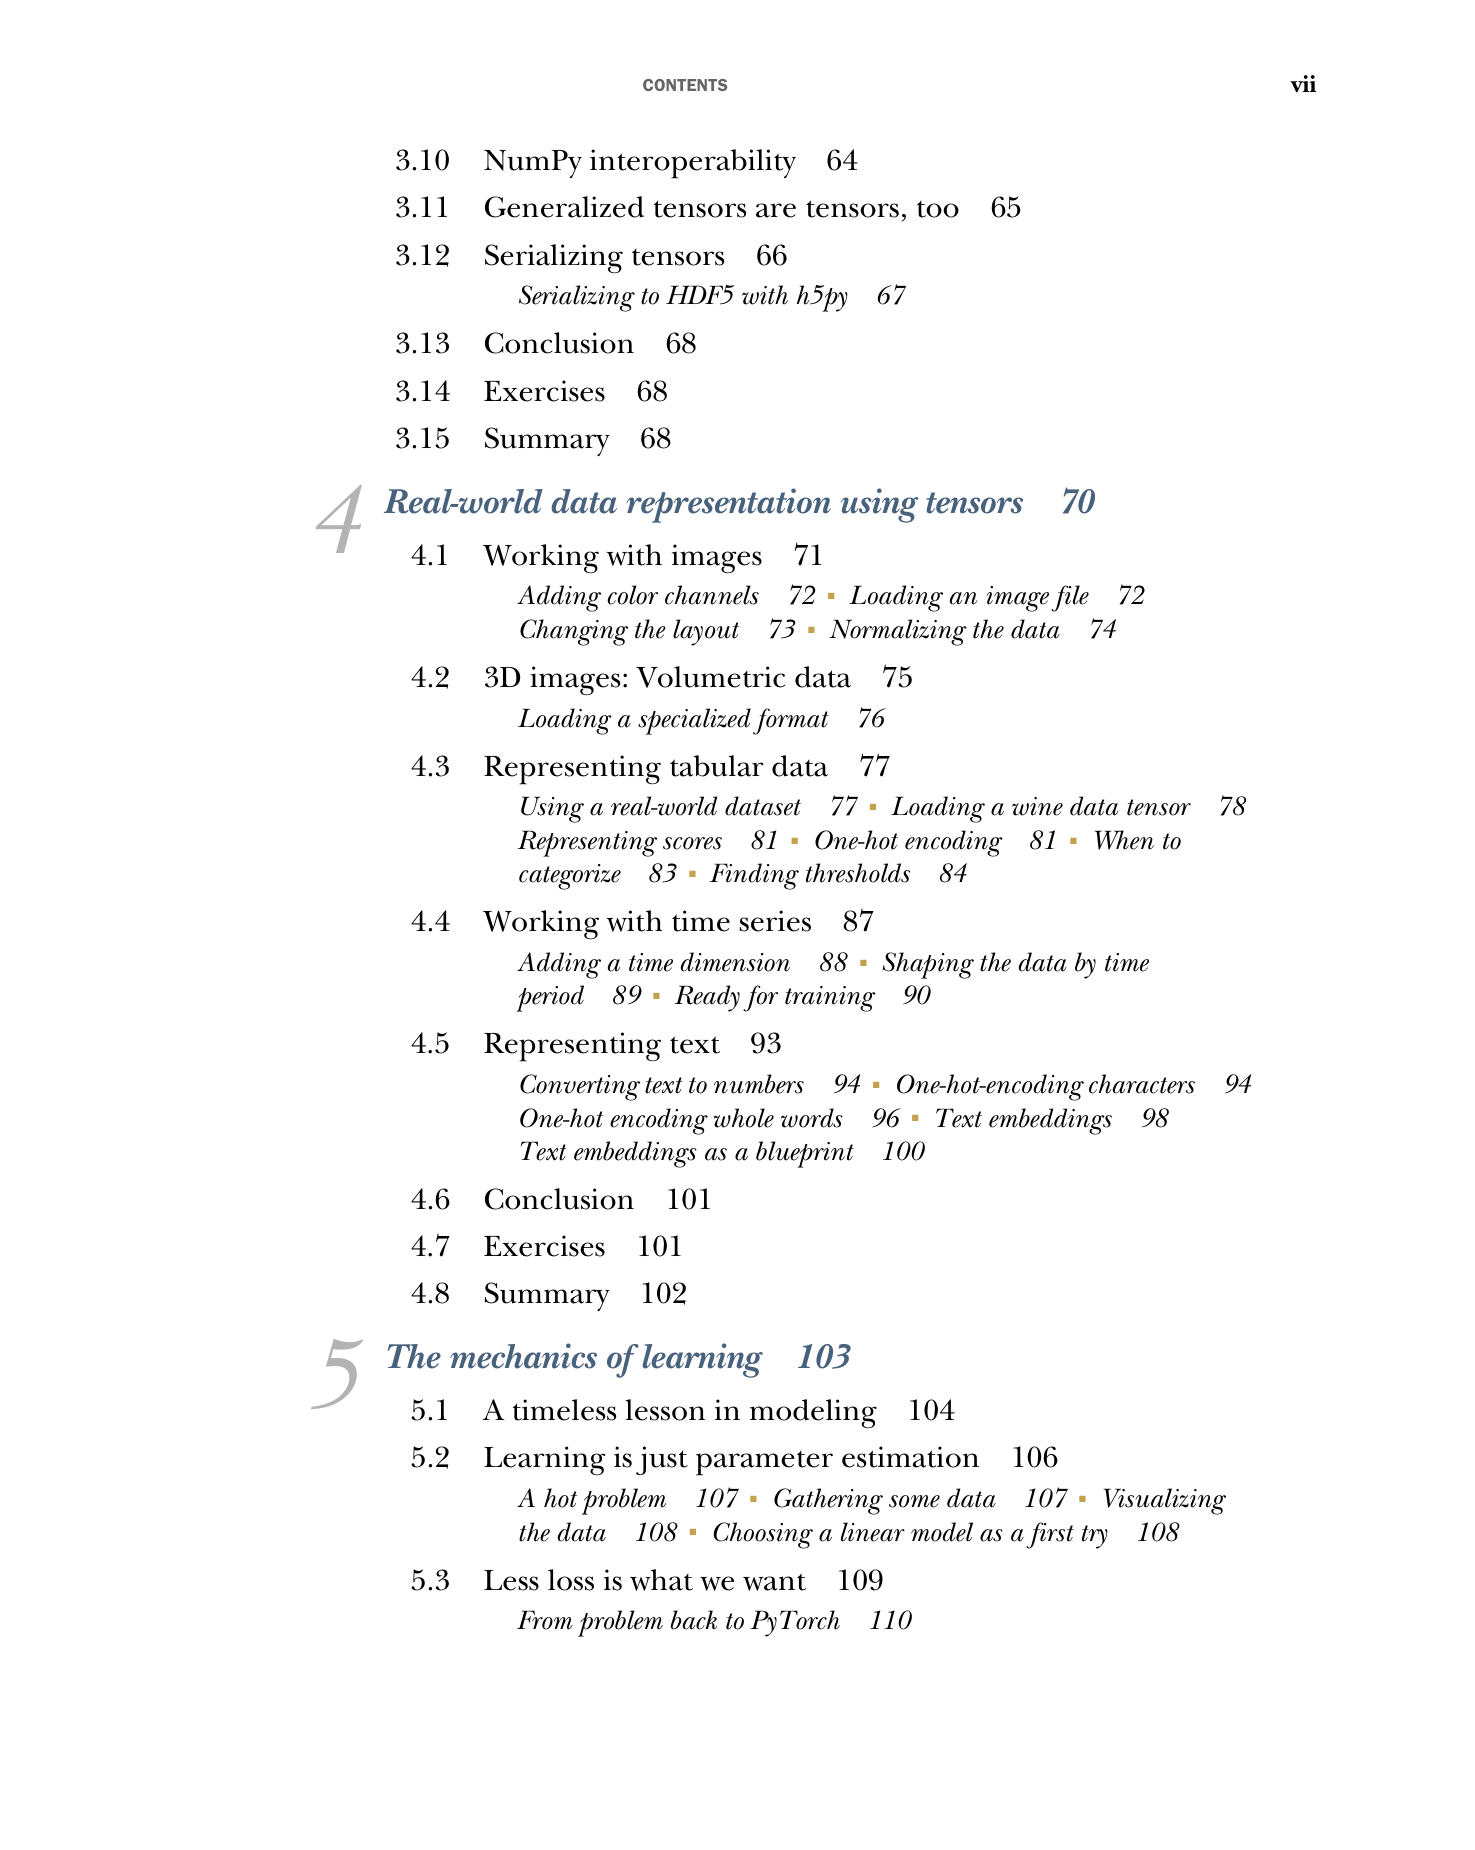 CONTENTS vii
3.10 NumPy interoperability 64
3.11 Generalized tensors are tensors, too 65
3.12 Serializing tensors 66
Serializing to HDF5 with h5py 67
3.13 Conclusion 68
3.14 Exercises 68
3.15 Summary 68
4 Real-world data representation using tensors 70
4.1 Working with images 71
Adding color channels 72 ▪ Loading an image file 72
Changing the layout 73 ▪ Normalizing the data 74
4.2 3D images: Volumetric data 75
Loading a specialized format 76
4.3 Representing tabular data 77
Using a real-world dataset 77 ▪ Loading a wine data tensor 78
Representing scores 81 ▪ One-hot encoding 81 ▪ When to
categorize 83 ▪ Finding thresholds 84
4.4 Working with time series 87
Adding a time dimension 88 ▪ Shaping the data by time
period 89 ▪ Ready for training 90
4.5 Representing text 93
Converting text to numbers 94 ▪ One-hot-encoding characters 94
One-hot encoding whole words 96 ▪ Text embeddings 98
Text embeddings as a blueprint 100
4.6 Conclusion 101
4.7 Exercises 101
4.8 Summary 102
5 The mechanics of learning 103
5.1 A timeless lesson in modeling 104
5.2 Learning is just parameter estimation 106
A hot problem 107 ▪ Gathering some data 107 ▪ Visualizing
the data 108 ▪ Choosing a linear model as a first try 108
5.3 Less loss is what we want 109
From problem back to PyTorch 110